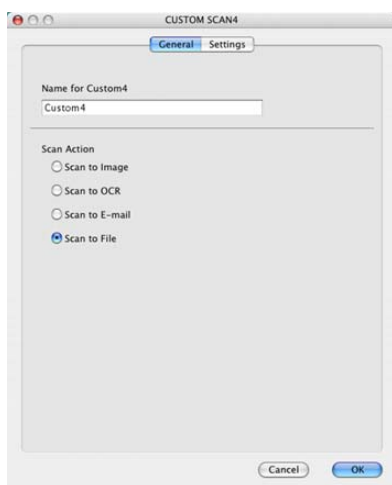 CUSTOM SCAN4
General Settings
Name for Custom4
Custom4
Scan Action
Scan to Image
Scan to OCR
Scan to E-mail
Scan to File
Cancel OK